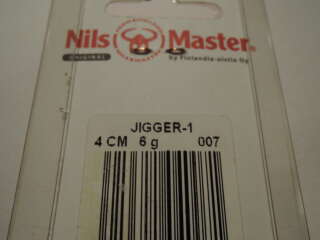 Nils Master®
ORIGINAL
by Finlandia-uistin Oy
JIGGER-1
4 CM 6 g 007